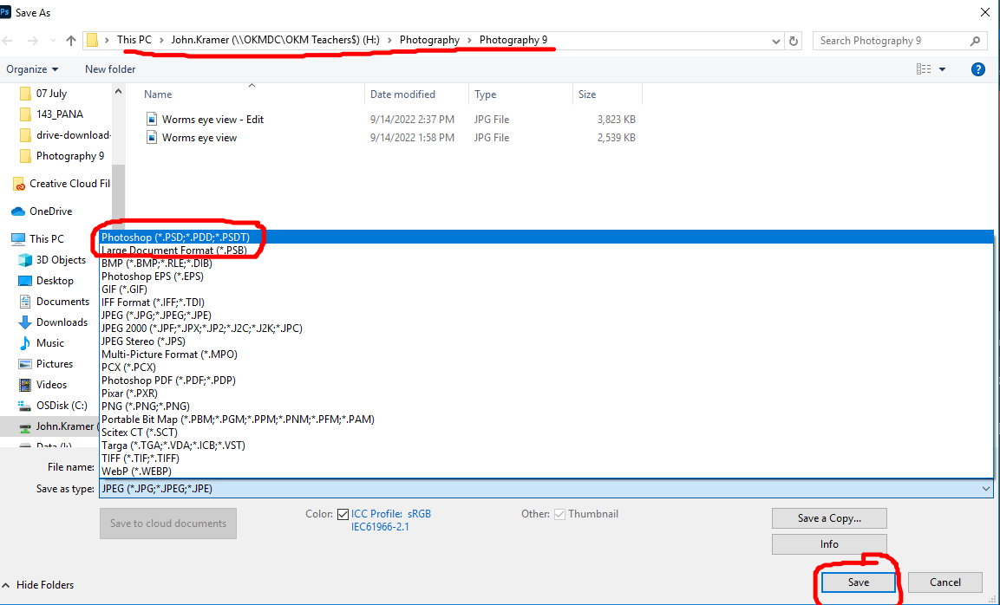 Ps Save As
This PC > John.Kramer (\\OKMDC\OKM Teachers$) (H:) > Photography > Photography 9
Search Photography 9
Organize
New folder
?
Name
Date modified
Type
Size
07 July
143_PANA
drive-download-
Photography 9
Creative Cloud Fil
OneDrive
This PC
3D Objects
Desktop
Documents
Downloads
Music
Pictures
Videos
OSDisk (C:)
John.Kramer (
Data (I:)
Worms eye view - Edit 9/14/2022 2:37 PM JPG File 3,823 KB
Worms eye view 9/14/2022 1:58 PM JPG File 2,539 KB
Photoshop (*.PSD;*.PDD;*.PSDT)
Large Document Format (*.PSB)
BMP (*.BMP;*.RLE;*.DIB)
Photoshop EPS (*.EPS)
GIF (*.GIF)
IFF Format (*.IFF;*.TDI)
JPEG (*.JPG;*.JPEG;*.JPE)
JPEG 2000 (*.JPF;*.JPX;*.JP2;*.J2C;*.J2K;*.JPC)
JPEG Stereo (*.JPS)
Multi-Picture Format (*.MPO)
PCX (*.PCX)
Photoshop PDF (*.PDF;*.PDP)
Pixar (*.PXR)
PNG (*.PNG;*.PNG)
Portable Bit Map (*.PBM;*.PGM;*.PPM;*.PNM;*.PFM;*.PAM)
Scitex CT (*.SCT)
Targa (*.TGA;*.VDA;*.ICB;*.VST)
TIFF (*.TIF;*.TIFF)
WebP (*.WEBP)
File name:
Save as type: JPEG (*.JPG;*.JPEG;*.JPE)
Save to cloud documents
Color: ICC Profile: sRGB
IEC61966-2.1
Other: Thumbnail
Save a Copy...
Info
Hide Folders
Save
Cancel